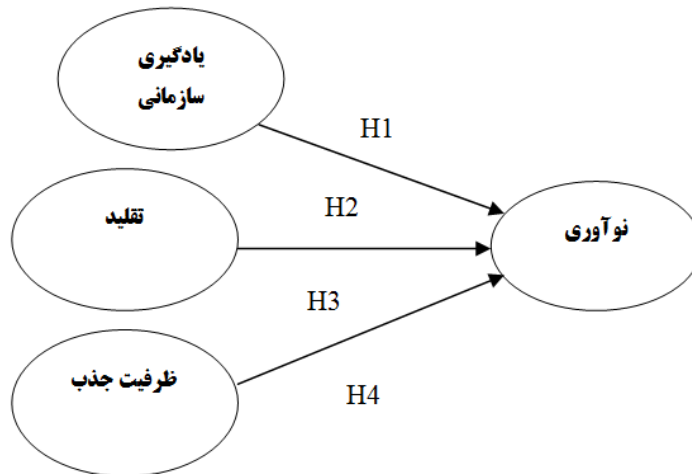 یادگیری
سازمانی
H1
تقلید
H2
نوآوری
H3
ظرفیت جذب
H4